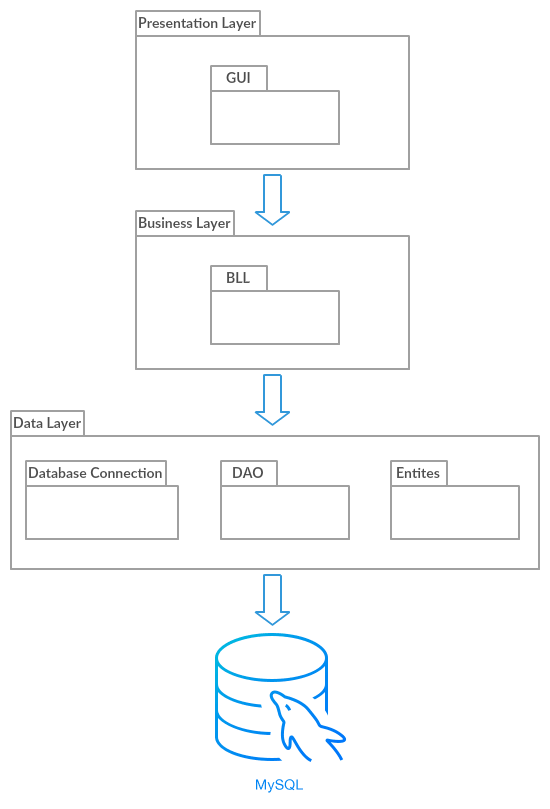 Presentation Layer
GUI
Business Layer
BLL
Data Layer
Database Connection
DAO
Entites
MySQL